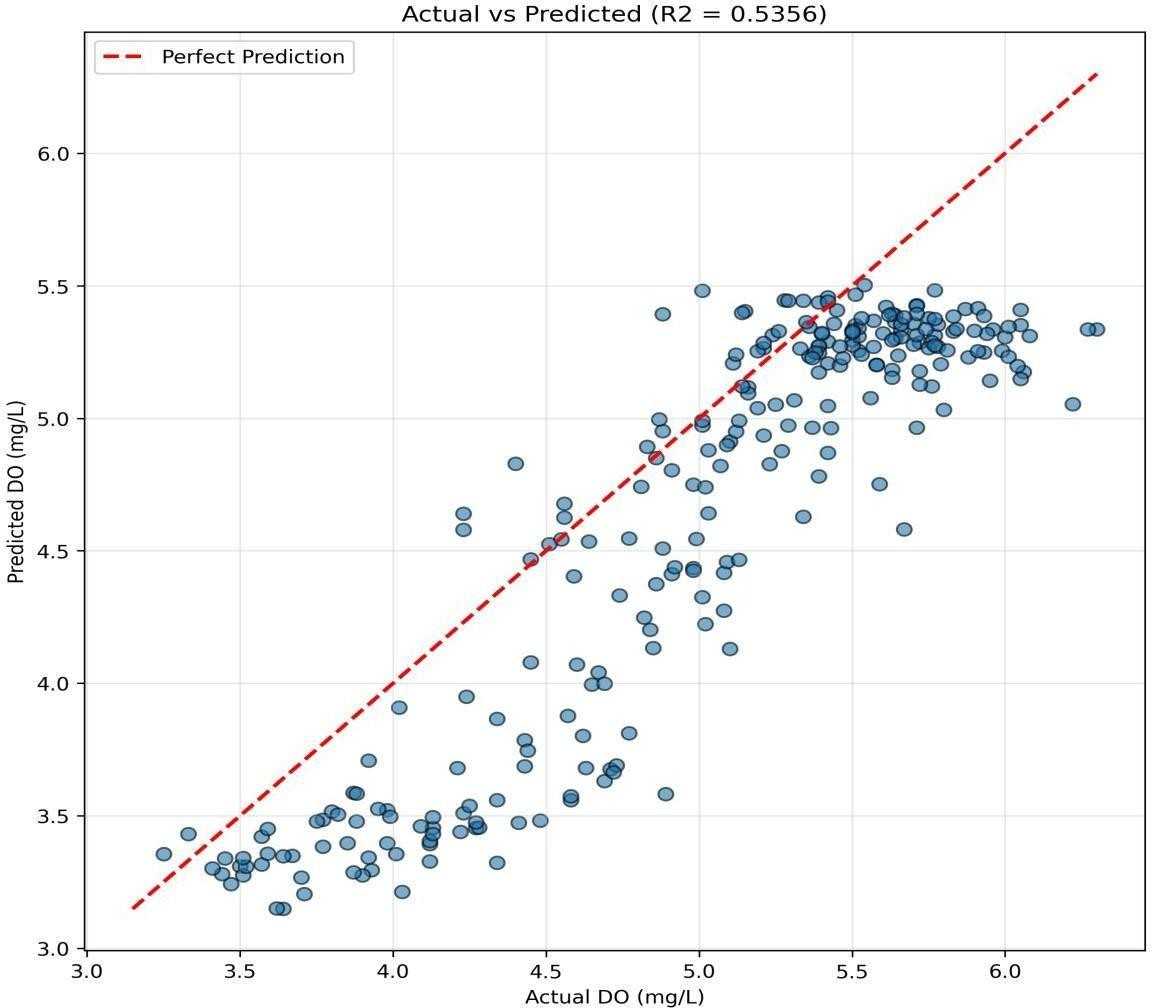 Actual vs Predicted (R2 = 0.5356)
Perfect Prediction
Predicted DO (mg/L)
6.0
5.5
5.0
4.5
4.0
3.5
3.0
3.0 3.5 4.0 4.5 5.0 5.5 6.0
Actual DO (mg/L)